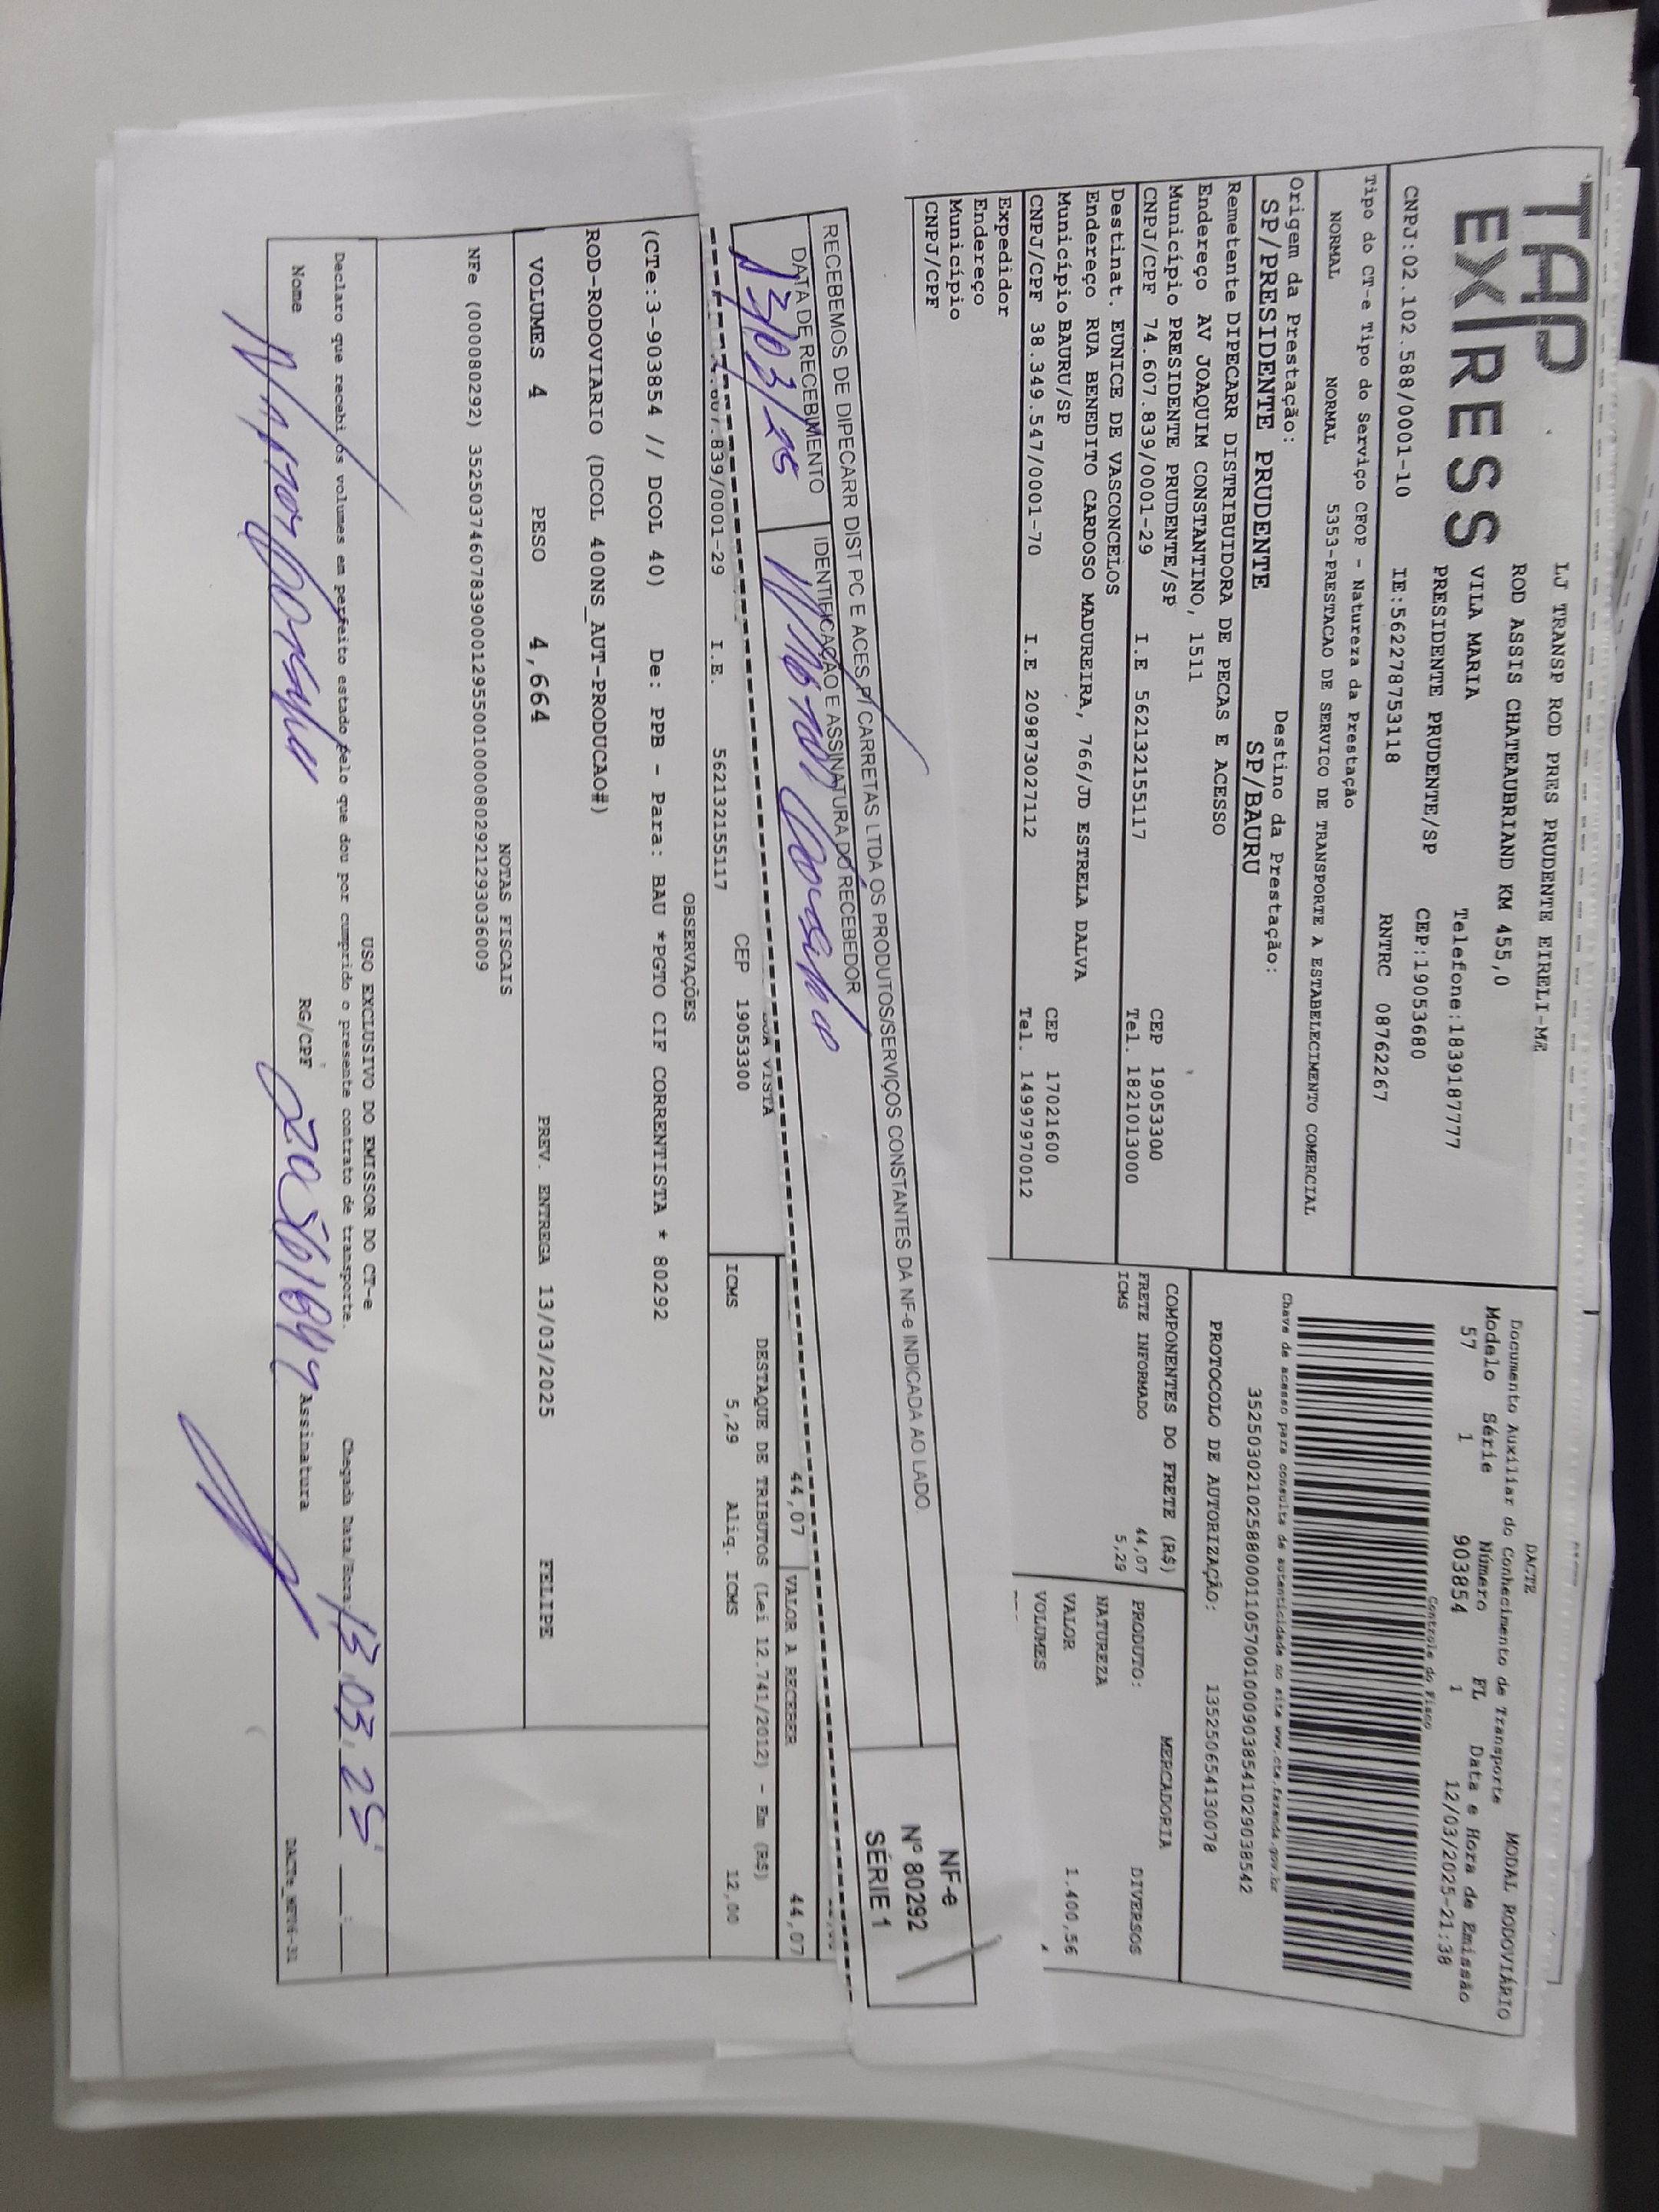 TAP
EXPRESS
LJ TRANSP ROD PRES PRUDENTE EIRELI-ME
ROD ASSIS CHATEAUBRIAND KM 455,0
VILA MARIA Telefone:1839187777
PRESIDENTE PRUDENTE/SP CEP:19053680
CNPJ:02.102.588/0001-10 IE:562278753118 RNTRC 08762267
DACTE
Documento Auxiliar do Conhecimento de Transporte MODAL RODOVIÁRIO
Modelo Série Número FL Data e Hora de Emissão
57 1 903854 1 12/03/2025-21:38
Controle do Fisco
Tipo do CT-e Tipo do Serviço CFOP - Natureza da Prestação
NORMAL NORMAL 5353-PRESTACAO DE SERVICO DE TRANSPORTE A ESTABELECIMENTO COMERCIAL
Chave de acesso para consulta de autenticidade no site www.cte.fazenda.gov.br
35250302102588000110570010009038541029038542
Origem da Prestação: Destino da Prestação:
SP/PRESIDENTE PRUDENTE SP/BAURU
PROTOCOLO DE AUTORIZAÇÃO: 135250654130078
Remetente DIPECARR DISTRIBUIDORA DE PECAS E ACESSO
Endereço AV JOAQUIM CONSTANTINO, 1511
Município PRESIDENTE PRUDENTE/SP CEP 19053300
CNPJ/CPF 74.607.839/0001-29 I.E 562132155117 Tel. 1821013000
Destinat. EUNICE DE VASCONCELOS
Endereço RUA BENEDITO CARDOSO MADUREIRA, 766/JD ESTRELA DALVA
Município BAURU/SP CEP 17021600
CNPJ/CPF 38.349.547/0001-70 I.E 209873027112 Tel. 14997970012
Expedidor
Endereço
Município
CNPJ/CPF
COMPONENTES DO FRETE (R$)
FRETE INFORMADO 44,07
ICMS 5,29
MERCADORIA
PRODUTO: DIVERSOS
NATUREZA
VALOR 1.400,56
VOLUMES
RECEBEMOS DE DIPECARR DIST PC E ACES P/ CARRETAS LTDA OS PRODUTOS/SERVIÇOS CONSTANTES DA NF-e INDICADA AO LADO.
DATA DE RECEBIMENTO IDENTIFICAÇÃO E ASSINATURA DO RECEBEDOR
13/03/25
NF-e
Nº 80292
SÉRIE 1
VISTA
.839/0001-29 I.E. 562132155117 CEP 19053300
44,07 VALOR A RECEBER 44,07
DESTAQUE DE TRIBUTOS (Lei 12.741/2012) - Em (R$)
ICMS 5,29 Aliq. ICMS 12,00
OBSERVAÇÕES
(CTe:3-903854 // DCOL 40) De: PPB - Para: BAU *PGTO CIF CORRENTISTA * 80292
ROD-RODOVIARIO (DCOL 400NS_AUT-PRODUCAO#)
VOLUMES 4 PESO 4,664 PREV. ENTREGA 13/03/2025 FELIPE
NOTAS FISCAIS
NFe (000080292) 35250374607839000129550010000802921293036009
USO EXCLUSIVO DO EMISSOR DO CT-e
Declaro que recebi os volumes em perfeito estado pelo que dou por cumprido o presente contrato de transporte. Chegada Data/Hora 13.03.25
Nome RG/CPF Assinatura